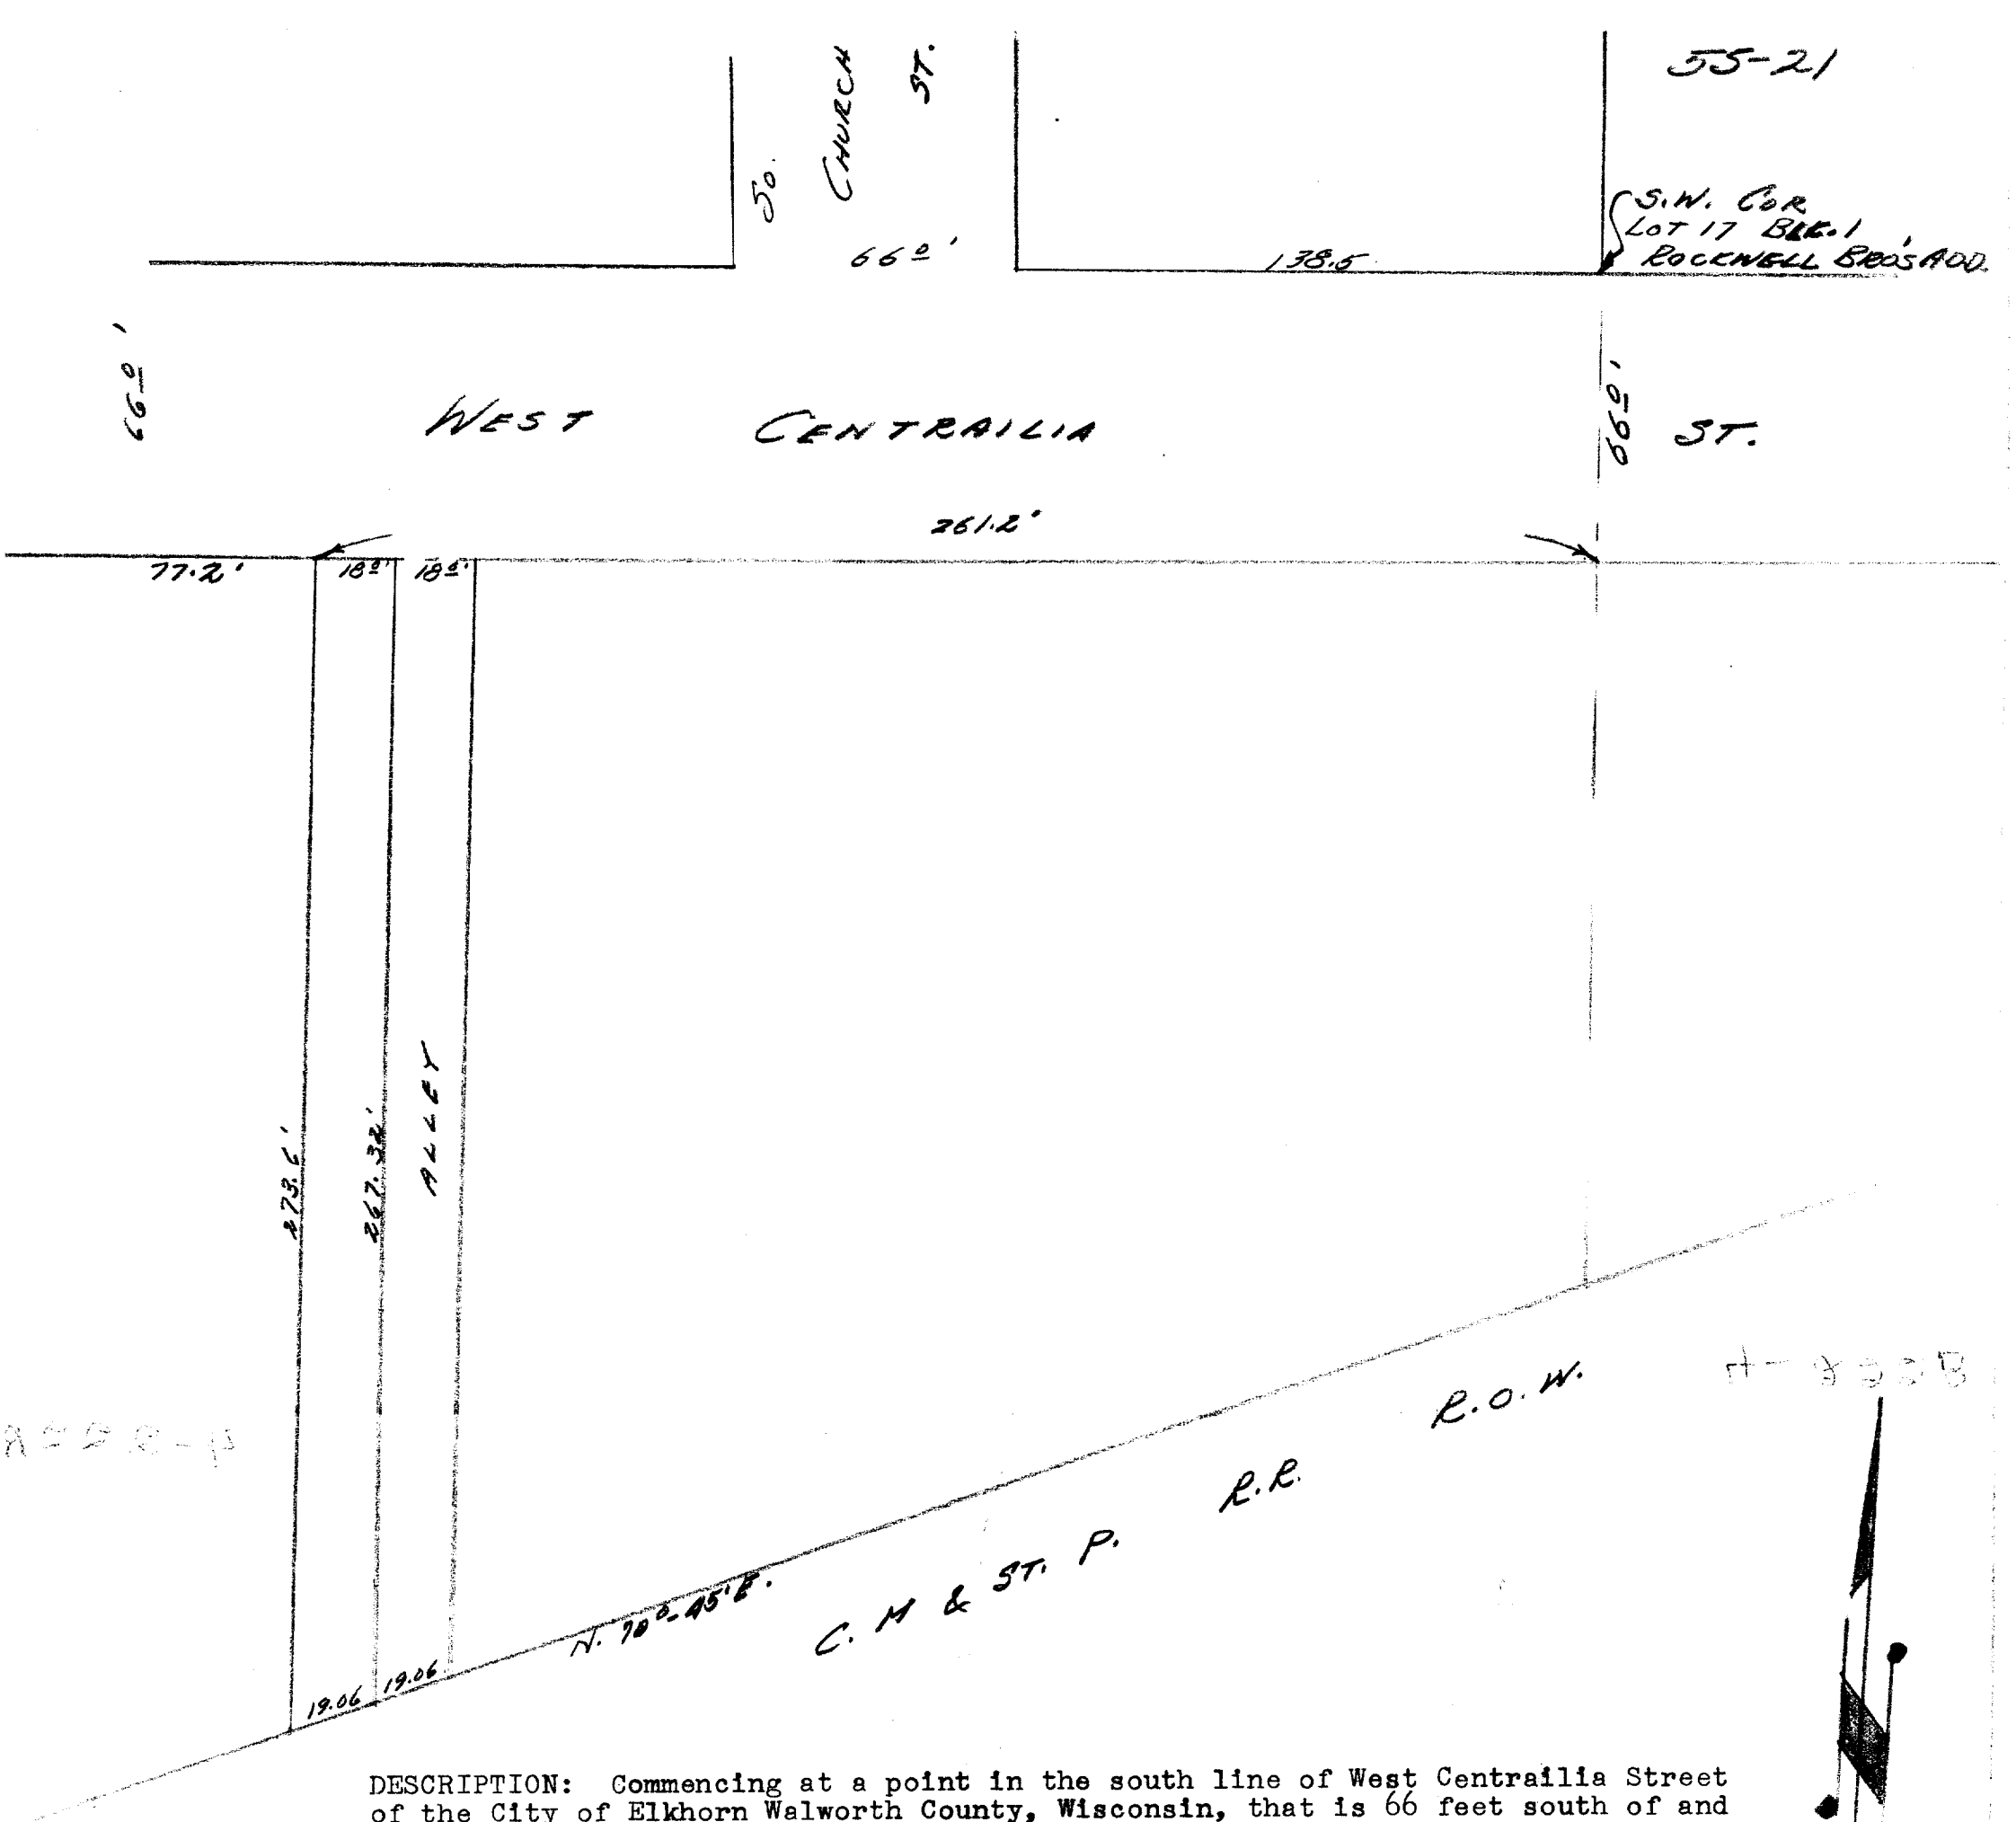 55-21
So. CHURCH ST.
S.W. COR
LOT 17 BLK. 1
ROCKWELL BRO'S ADD.
66 0'
138.5
66 0'
66 0'
WEST CENTRAILIA ST.
261.2'
77.2'
18 0'
18 0'
ALLEY
273.6'
267.32'
R.O.W.
R.R.
C. M & ST. P.
N. 70°-45' E.
19.06
19.06
DESCRIPTION: Commencing at a point in the south line of West Centrailia Street
of the City of Elkhorn Walworth County, Wisconsin, that is 66 feet south of and